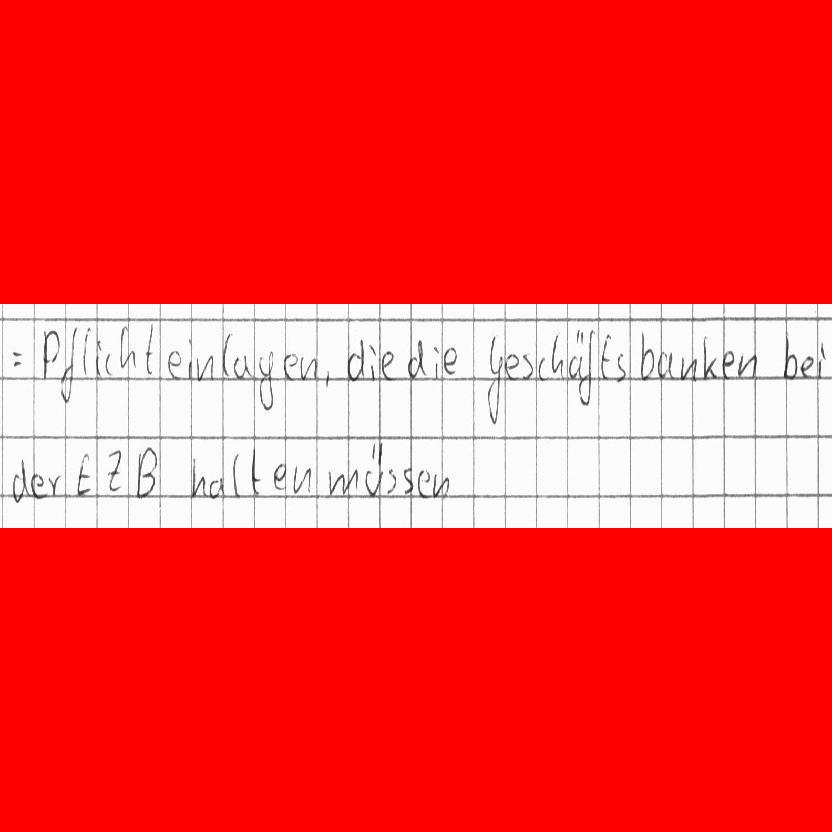 = Pflichteinlagen, die die Geschäftsbanken bei
der EZB halten müssen